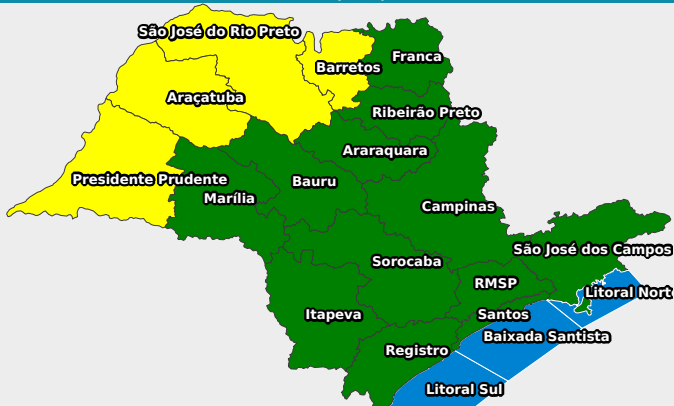 São José do Rio Preto
Franca
Barretos
Araçatuba
Ribeirão Preto
Araraquara
Presidente Prudente
Bauru
Marília
Campinas
São José dos Campos
Sorocaba
RMSP
Litoral Nort
Itapeva
Santos
Baixada Santista
Registro
Litoral Sul